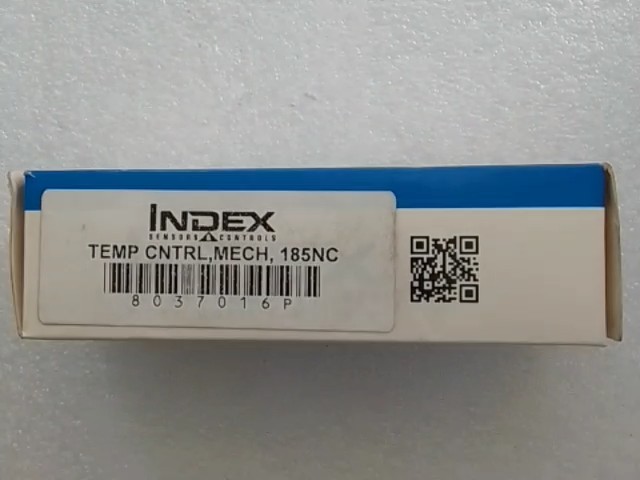 INDEX
SENSORS & CONTROLS
TEMP CNTRL,MECH, 185NC
8037016P